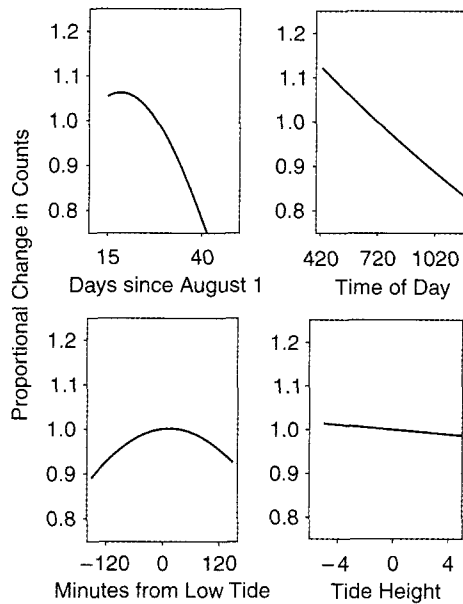 Proportional Change in Counts
1.2
1.1
1.0
0.9
0.8
15 40
Days since August 1
1.2
1.1
1.0
0.9
0.8
420 720 1020
Time of Day
1.2
1.1
1.0
0.9
0.8
−120 0 120
Minutes from Low Tide
1.2
1.1
1.0
0.9
0.8
−4 0 4
Tide Height